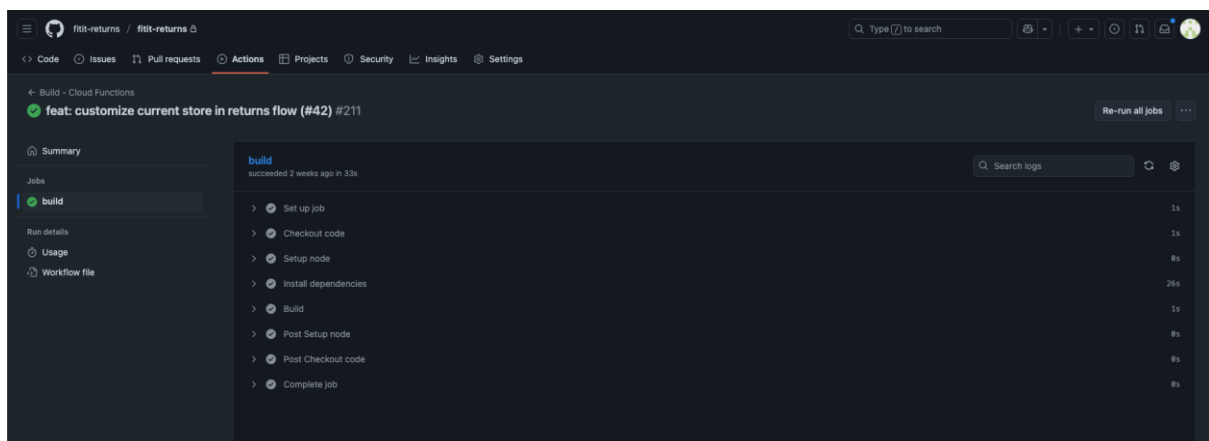 fitit-returns / fitit-returns
Type / to search
Code Issues Pull requests Actions Projects Security Insights Settings
← Build - Cloud Functions
feat: customize current store in returns flow (#42) #211
Re-run all jobs
Summary
Jobs
build
Run details
Usage
Workflow file
build
succeeded 2 weeks ago in 33s
Search logs
Set up job 1s
Checkout code 1s
Setup node 0s
Install dependencies 26s
Build 1s
Post Setup node 0s
Post Checkout code 0s
Complete job 0s